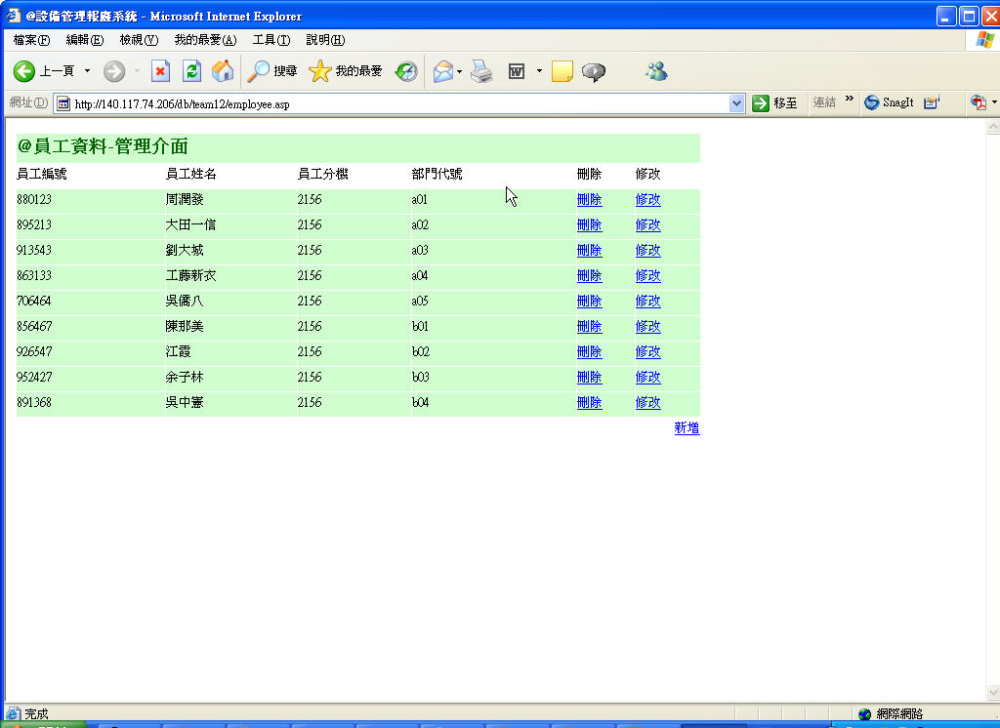 @設備管理報廢系統 - Microsoft Internet Explorer
檔案(F) 編輯(E) 檢視(V) 我的最愛(A) 工具(T) 說明(H)
上一頁 搜尋 我的最愛
網址(D) http://140.117.74.206/db/team12/employee.asp 移至 連結 » SnagIt
@員工資料-管理介面
員工編號 員工姓名 員工分機 部門代號 刪除 修改
880123 周潤發 2156 a01 刪除 修改
895213 大田一信 2156 a02 刪除 修改
913543 劉大城 2156 a03 刪除 修改
863133 工藤新衣 2156 a04 刪除 修改
706464 吳僑八 2156 a05 刪除 修改
856467 陳那美 2156 b01 刪除 修改
926547 江霞 2156 b02 刪除 修改
952427 余子林 2156 b03 刪除 修改
891368 吳中憲 2156 b04 刪除 修改
新增
完成 網際網路